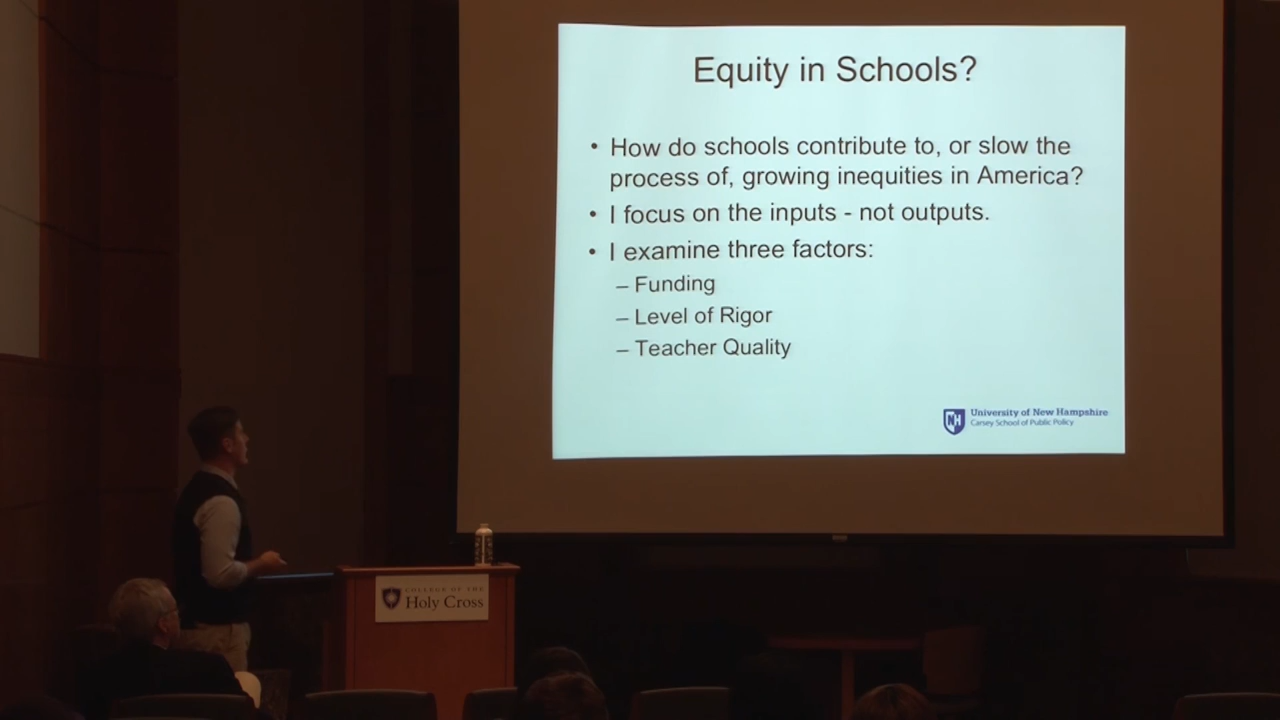 Equity in Schools?
• How do schools contribute to, or slow the
process of, growing inequities in America?
• I focus on the inputs - not outputs.
• I examine three factors:
– Funding
– Level of Rigor
– Teacher Quality
NH
University of New Hampshire
Carsey School of Public Policy
COLLEGE OF THE
Holy Cross